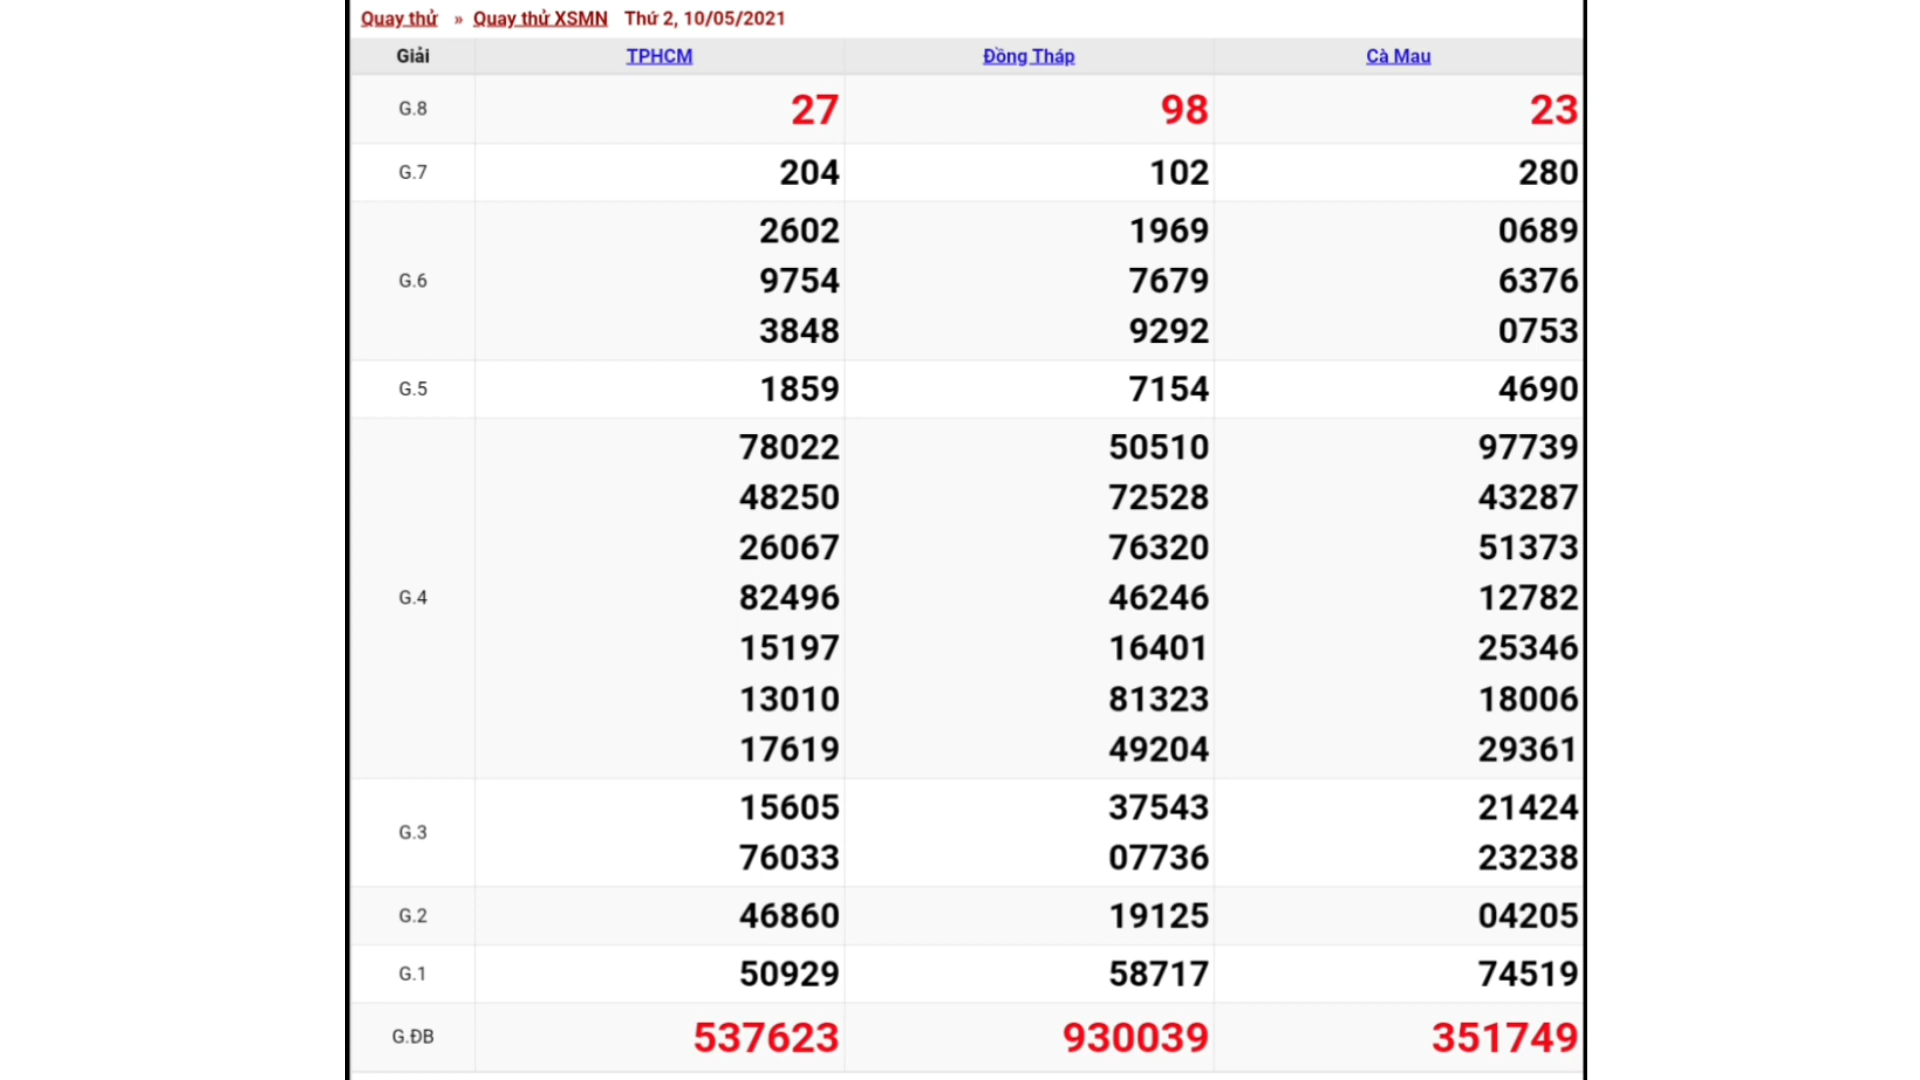 Quay thử » Quay thử XSMN Thứ 2, 10/05/2021
Giải TPHCM Đồng Tháp Cà Mau
G.8 27 98 23
G.7 204 102 280
2602 1969 0689
G.6 9754 7679 6376
3848 9292 0753
G.5 1859 7154 4690
78022 50510 97739
48250 72528 43287
26067 76320 51373
G.4 82496 46246 12782
15197 16401 25346
13010 81323 18006
17619 49204 29361
15605 37543 21424
G.3
76033 07736 23238
G.2 46860 19125 04205
G.1 50929 58717 74519
G.ĐB 537623 930039 351749